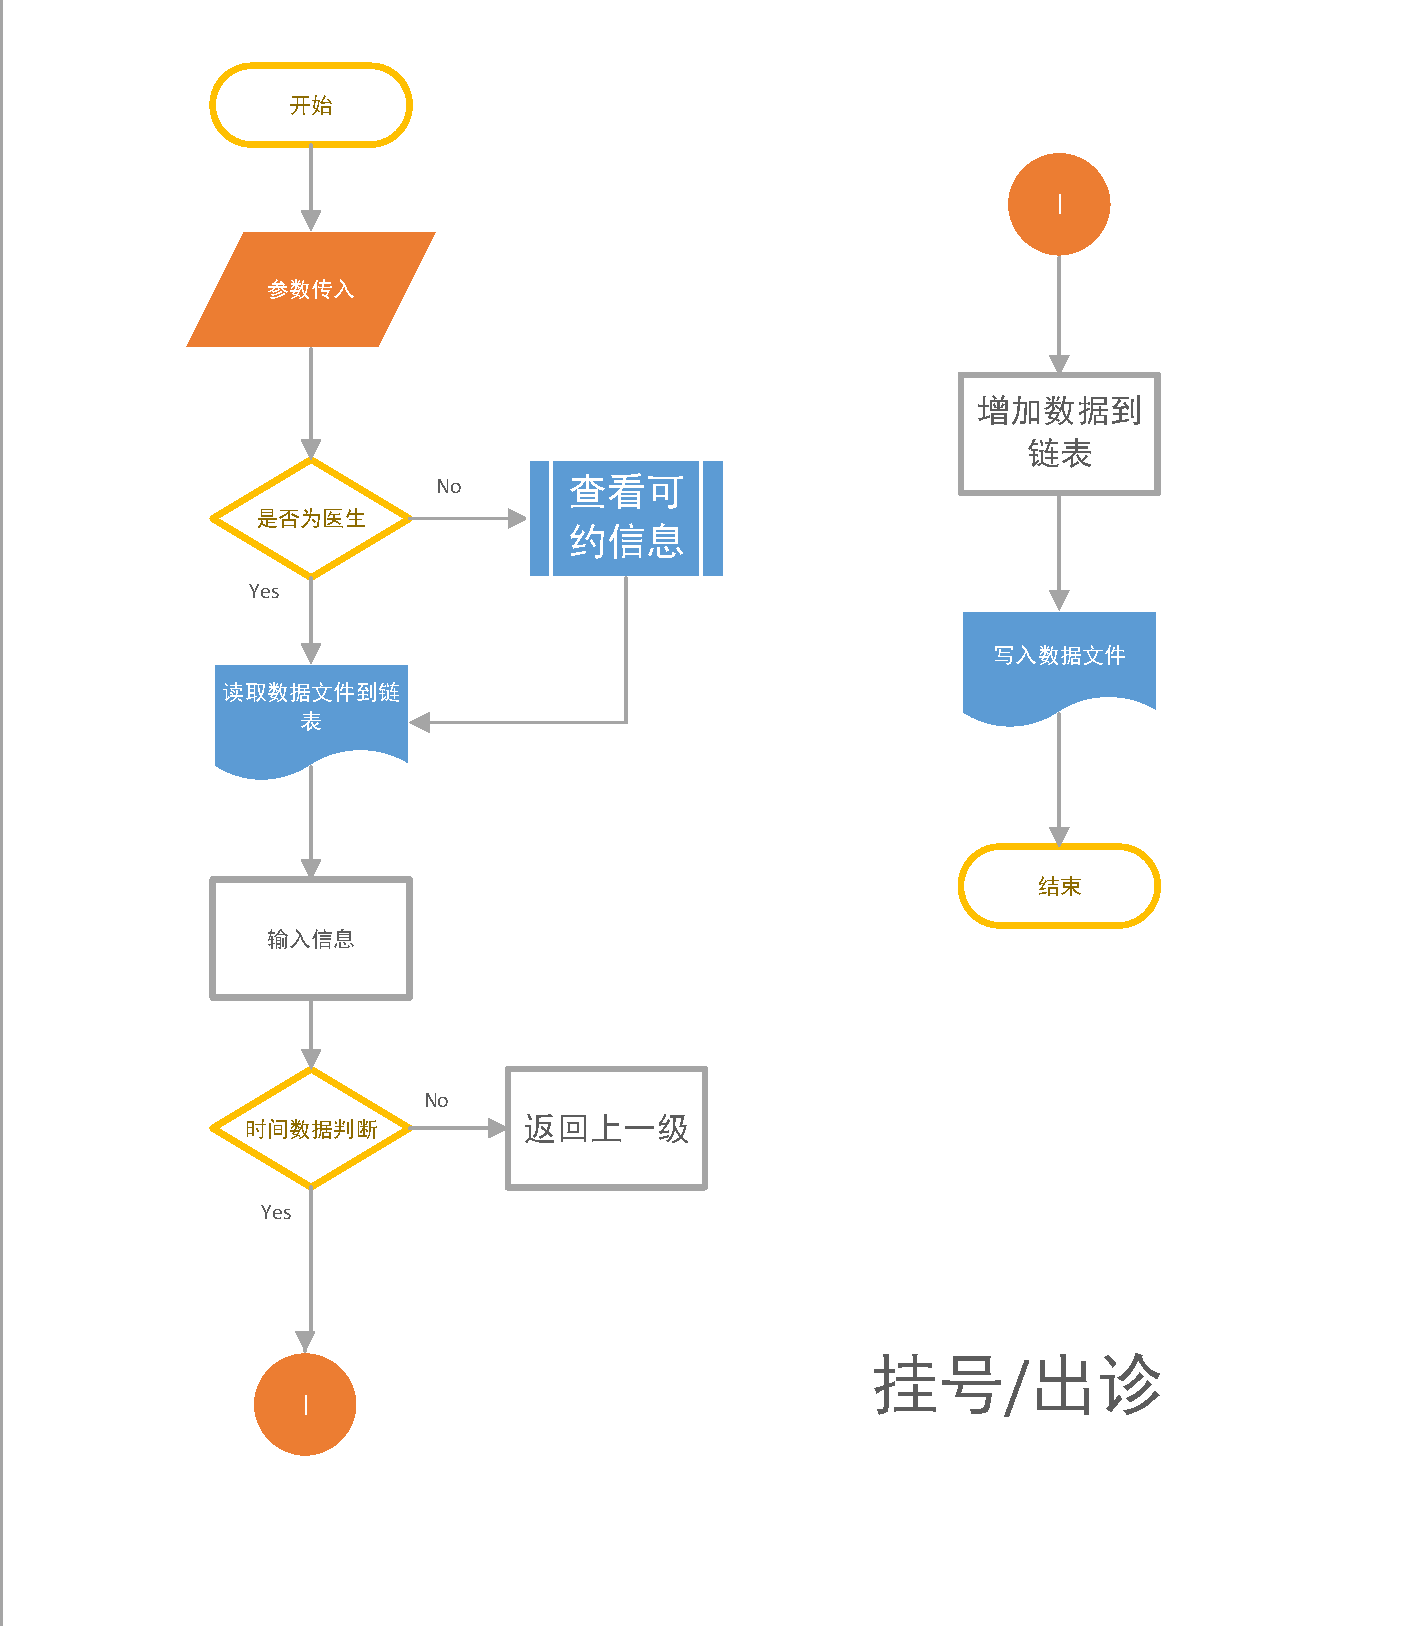 开始
参数传入
是否为医生
No
查看可
约信息
Yes
读取数据文件到链
表
输入信息
时间数据判断
No
返回上一级
Yes
I
I
增加数据到
链表
写入数据文件
结束
挂号/出诊